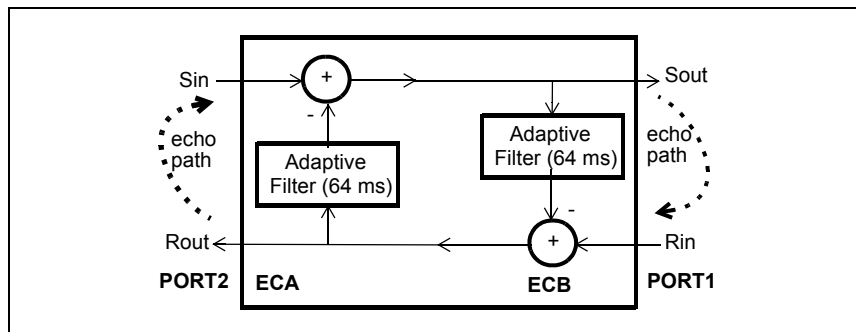 Sin
+
Sout
-
echo
path
Adaptive
Filter (64 ms)
Adaptive
Filter (64 ms)
echo
path
-
Rout
+
Rin
PORT2
ECA
ECB
PORT1